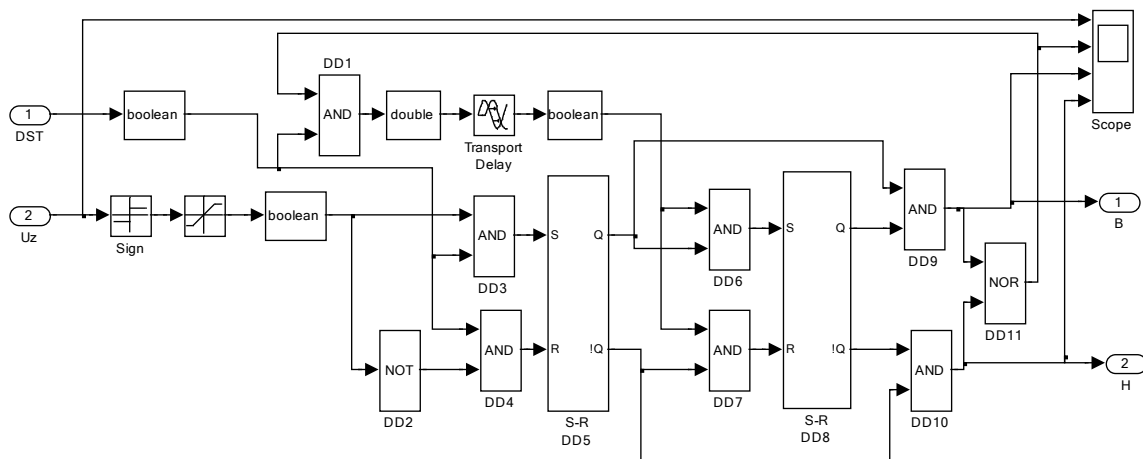 DD1
1
DST
boolean
AND
double
Transport
Delay
boolean
Scope
2
Uz
Sign
boolean
AND
DD3
S
Q
R
!Q
S-R
DD5
NOT
DD2
AND
DD4
AND
DD6
AND
DD7
S
Q
R
!Q
S-R
DD8
AND
DD9
NOR
DD11
AND
DD10
1
B
2
H